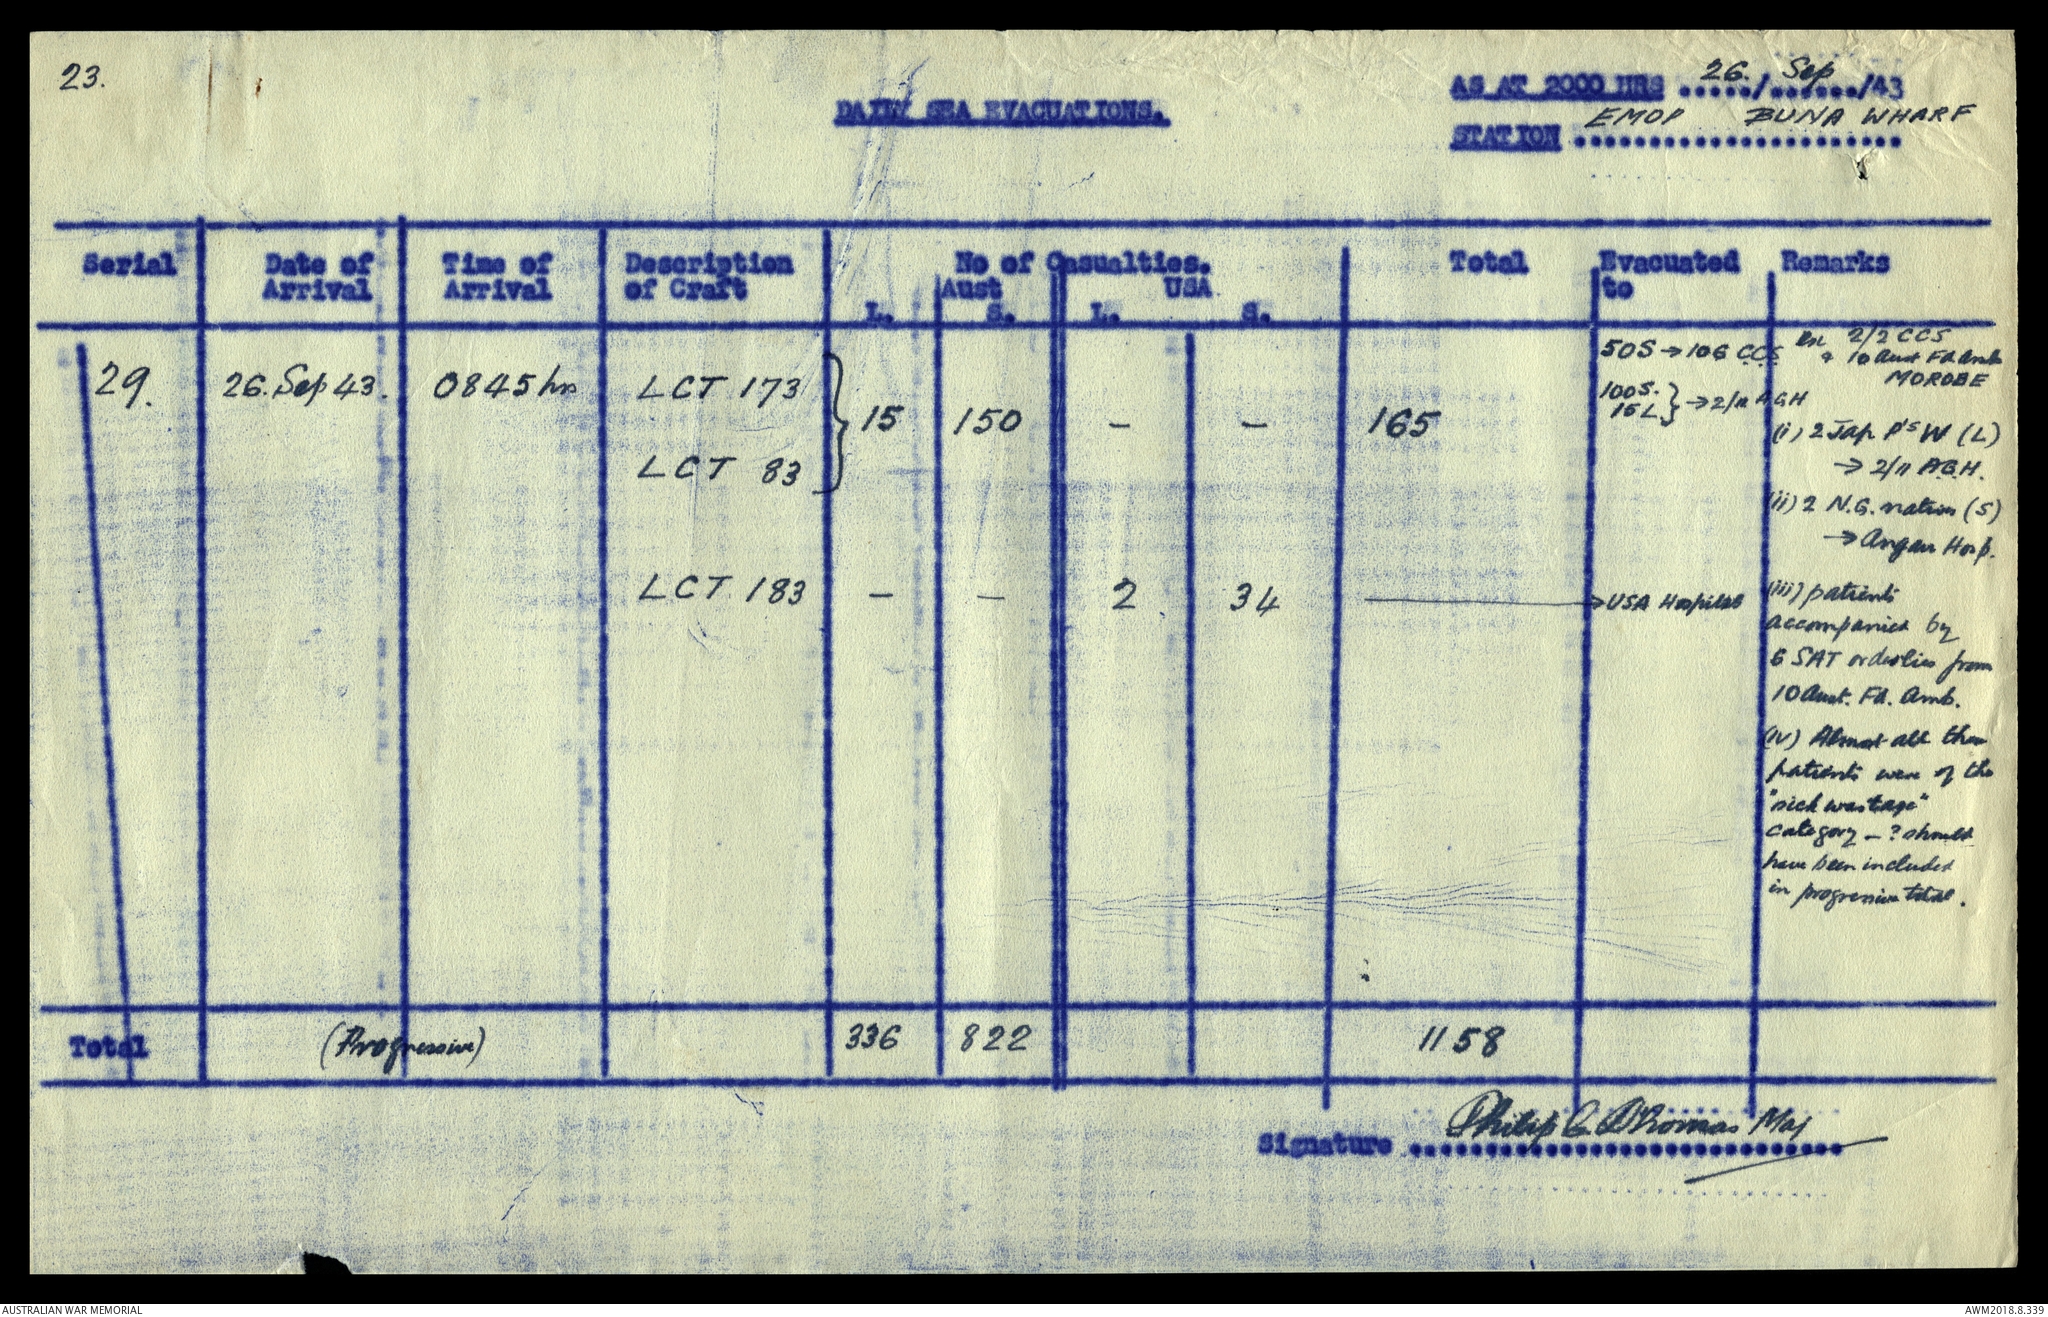 23.
DAILY SEA EVACUATIONS.
AS AT 2000 HRS 26. / Sep /43
STATION EMOP BUNA WHARF
Serial
Date of Arrival
Time of Arrival
Description of Craft
No of Casualties.
Aust
USA
L. S. L. S.
Total
Evacuated to
Remarks
29.
26. Sep 43.
0845 hrs
LCT 173
LCT 83
15 150 - - 165
50S → 106 CCS
100S.
15L } → 2/11 AGH
ex 2/2 CCS
+ 10 Aust Fd Amb
MOROBE
(i) 2 Jap P's W (L)
→ 2/11 A.G.H.
(ii) 2 N.G. natives (S)
→ Angau Hosp.
LCT 183 - - 2 34 → USA Hospital
(iii) patients
accompanied by
6 SAT orderlies from
10 Aust. Fd. Amb.
(iv) Almost all these
patients were of the
"sick wastage"
category - ? should
have been included
in progressive total.
Total (Progressive) 336 822 1158
Signature Philip Thomas Maj
AUSTRALIAN WAR MEMORIAL
AWM2018.8.339